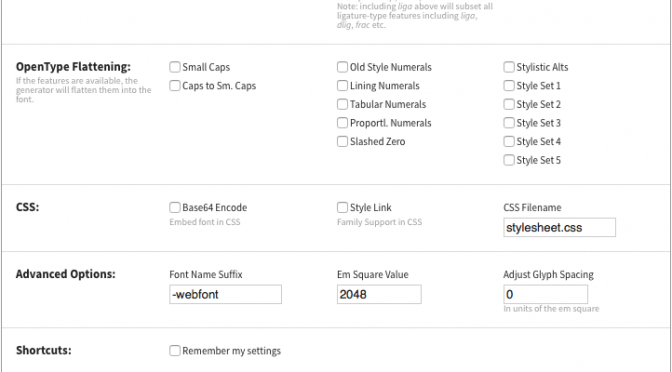 Note: including liga above will subset all
ligature-type features including liga,
dlig, frac etc.
OpenType Flattening:
If the features are available, the
generator will flatten them into the
font.
Small Caps
Caps to Sm. Caps
Old Style Numerals
Lining Numerals
Tabular Numerals
Proportl. Numerals
Slashed Zero
Stylistic Alts
Style Set 1
Style Set 2
Style Set 3
Style Set 4
Style Set 5
CSS:
Base64 Encode
Embed font in CSS
Style Link
Family Support in CSS
CSS Filename
stylesheet.css
Advanced Options:
Font Name Suffix
-webfont
Em Square Value
2048
Adjust Glyph Spacing
0
In units of the em square
Shortcuts:
Remember my settings